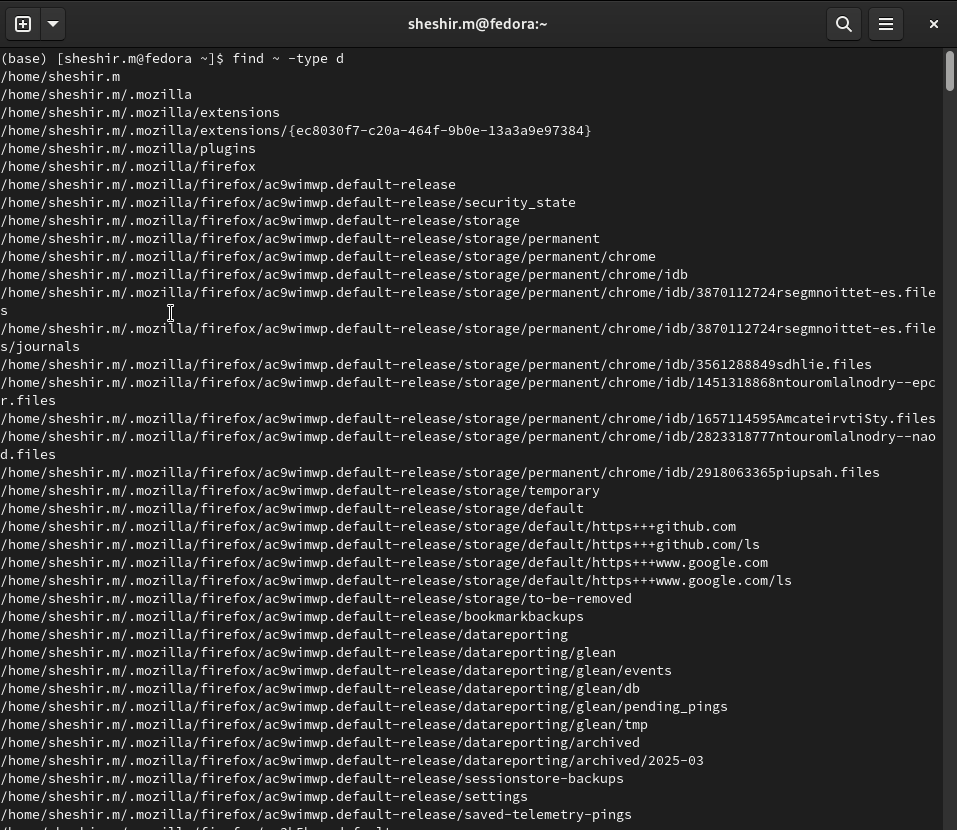 sheshir.m@fedora:~
(base) [sheshir.m@fedora ~]$ find ~ -type d
/home/sheshir.m
/home/sheshir.m/.mozilla
/home/sheshir.m/.mozilla/extensions
/home/sheshir.m/.mozilla/extensions/{ec8030f7-c20a-464f-9b0e-13a3a9e97384}
/home/sheshir.m/.mozilla/plugins
/home/sheshir.m/.mozilla/firefox
/home/sheshir.m/.mozilla/firefox/ac9wimwp.default-release
/home/sheshir.m/.mozilla/firefox/ac9wimwp.default-release/security_state
/home/sheshir.m/.mozilla/firefox/ac9wimwp.default-release/storage
/home/sheshir.m/.mozilla/firefox/ac9wimwp.default-release/storage/permanent
/home/sheshir.m/.mozilla/firefox/ac9wimwp.default-release/storage/permanent/chrome
/home/sheshir.m/.mozilla/firefox/ac9wimwp.default-release/storage/permanent/chrome/idb
/home/sheshir.m/.mozilla/firefox/ac9wimwp.default-release/storage/permanent/chrome/idb/3870112724rsegmnoittet-es.file
s
/home/sheshir.m/.mozilla/firefox/ac9wimwp.default-release/storage/permanent/chrome/idb/3870112724rsegmnoittet-es.file
s/journals
/home/sheshir.m/.mozilla/firefox/ac9wimwp.default-release/storage/permanent/chrome/idb/3561288849sdhlie.files
/home/sheshir.m/.mozilla/firefox/ac9wimwp.default-release/storage/permanent/chrome/idb/1451318868ntouromlalnodry--epc
r.files
/home/sheshir.m/.mozilla/firefox/ac9wimwp.default-release/storage/permanent/chrome/idb/1657114595AmcateirvtiSty.files
/home/sheshir.m/.mozilla/firefox/ac9wimwp.default-release/storage/permanent/chrome/idb/2823318777ntouromlalnodry--nao
d.files
/home/sheshir.m/.mozilla/firefox/ac9wimwp.default-release/storage/permanent/chrome/idb/2918063365piupsah.files
/home/sheshir.m/.mozilla/firefox/ac9wimwp.default-release/storage/temporary
/home/sheshir.m/.mozilla/firefox/ac9wimwp.default-release/storage/default
/home/sheshir.m/.mozilla/firefox/ac9wimwp.default-release/storage/default/https+++github.com
/home/sheshir.m/.mozilla/firefox/ac9wimwp.default-release/storage/default/https+++github.com/ls
/home/sheshir.m/.mozilla/firefox/ac9wimwp.default-release/storage/default/https+++www.google.com
/home/sheshir.m/.mozilla/firefox/ac9wimwp.default-release/storage/default/https+++www.google.com/ls
/home/sheshir.m/.mozilla/firefox/ac9wimwp.default-release/storage/to-be-removed
/home/sheshir.m/.mozilla/firefox/ac9wimwp.default-release/bookmarkbackups
/home/sheshir.m/.mozilla/firefox/ac9wimwp.default-release/datareporting
/home/sheshir.m/.mozilla/firefox/ac9wimwp.default-release/datareporting/glean
/home/sheshir.m/.mozilla/firefox/ac9wimwp.default-release/datareporting/glean/events
/home/sheshir.m/.mozilla/firefox/ac9wimwp.default-release/datareporting/glean/db
/home/sheshir.m/.mozilla/firefox/ac9wimwp.default-release/datareporting/glean/pending_pings
/home/sheshir.m/.mozilla/firefox/ac9wimwp.default-release/datareporting/glean/tmp
/home/sheshir.m/.mozilla/firefox/ac9wimwp.default-release/datareporting/archived
/home/sheshir.m/.mozilla/firefox/ac9wimwp.default-release/datareporting/archived/2025-03
/home/sheshir.m/.mozilla/firefox/ac9wimwp.default-release/sessionstore-backups
/home/sheshir.m/.mozilla/firefox/ac9wimwp.default-release/settings
/home/sheshir.m/.mozilla/firefox/ac9wimwp.default-release/saved-telemetry-pings